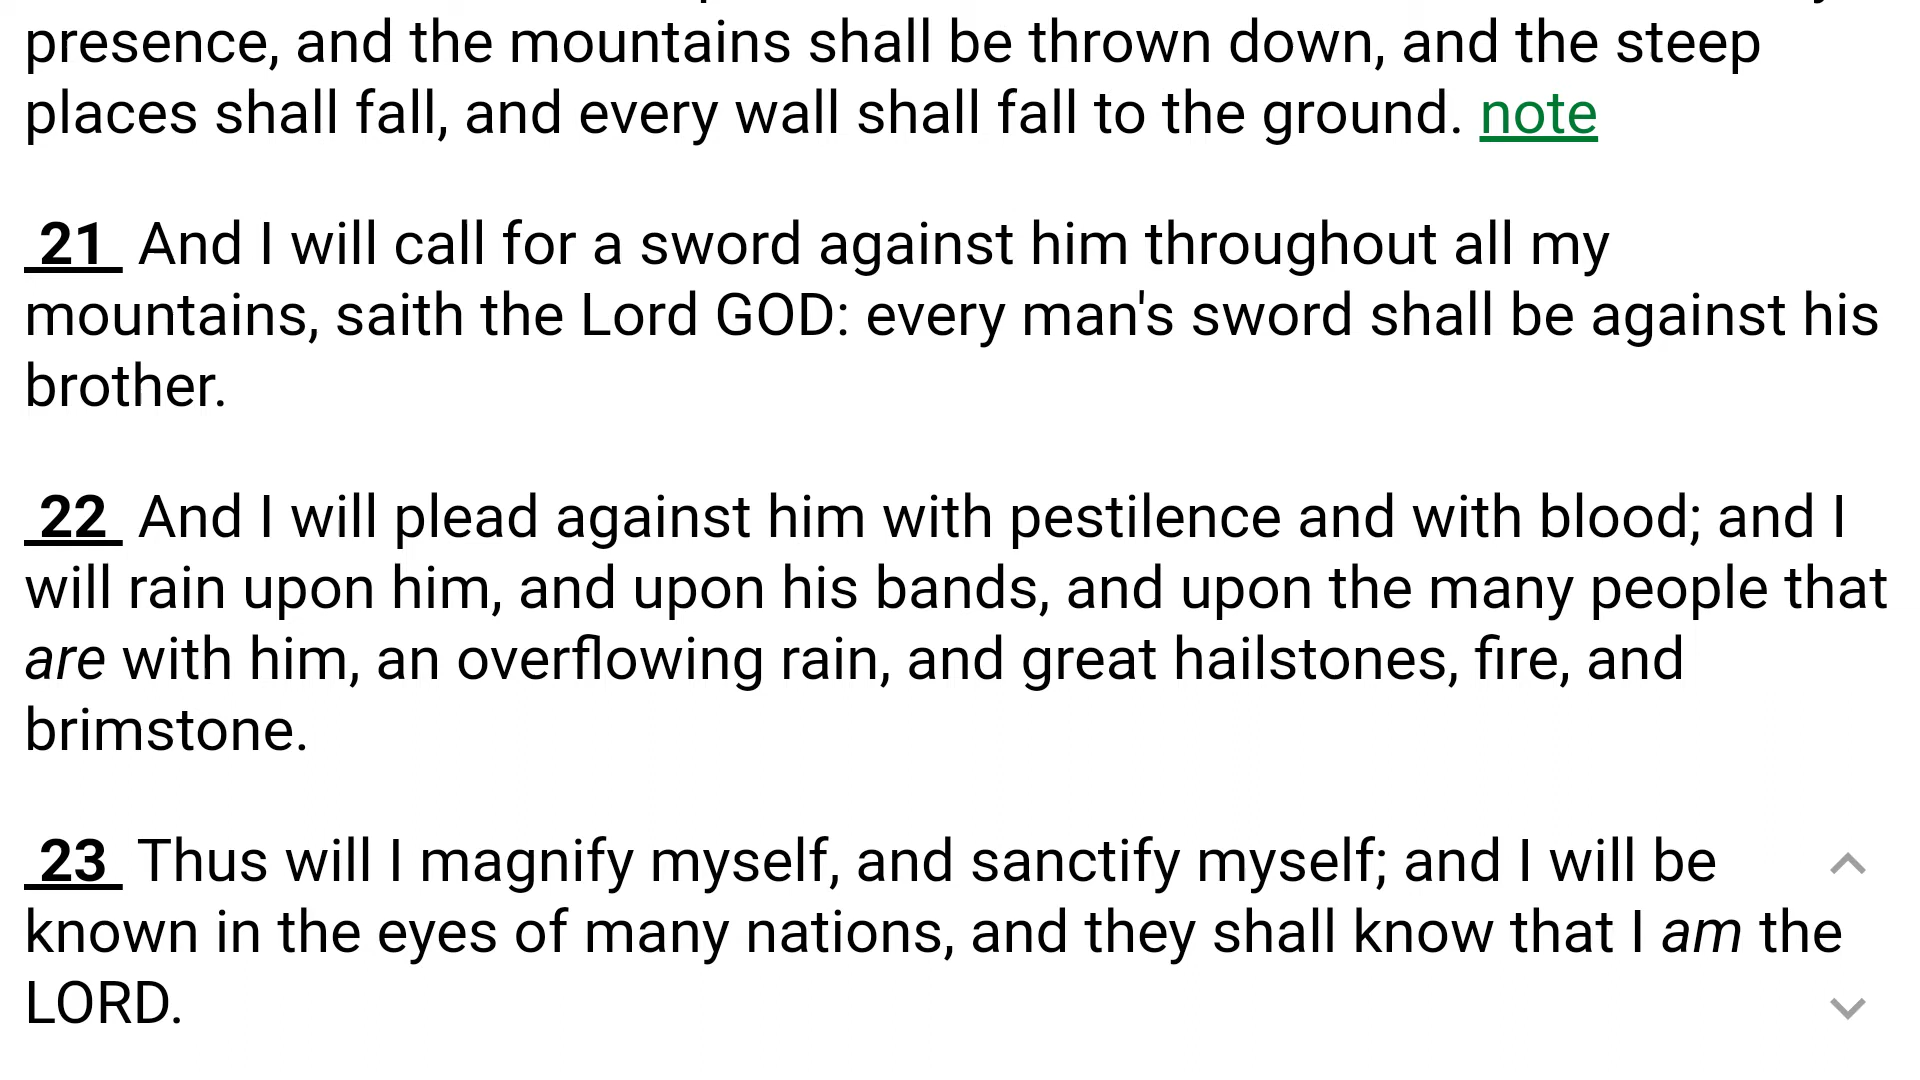 presence, and the mountains shall be thrown down, and the steep
places shall fall, and every wall shall fall to the ground. note
21 And I will call for a sword against him throughout all my
mountains, saith the Lord GOD: every man's sword shall be against his
brother.
22 And I will plead against him with pestilence and with blood; and I
will rain upon him, and upon his bands, and upon the many people that
are with him, an overflowing rain, and great hailstones, fire, and
brimstone.
23 Thus will I magnify myself, and sanctify myself; and I will be
known in the eyes of many nations, and they shall know that I am the
LORD.